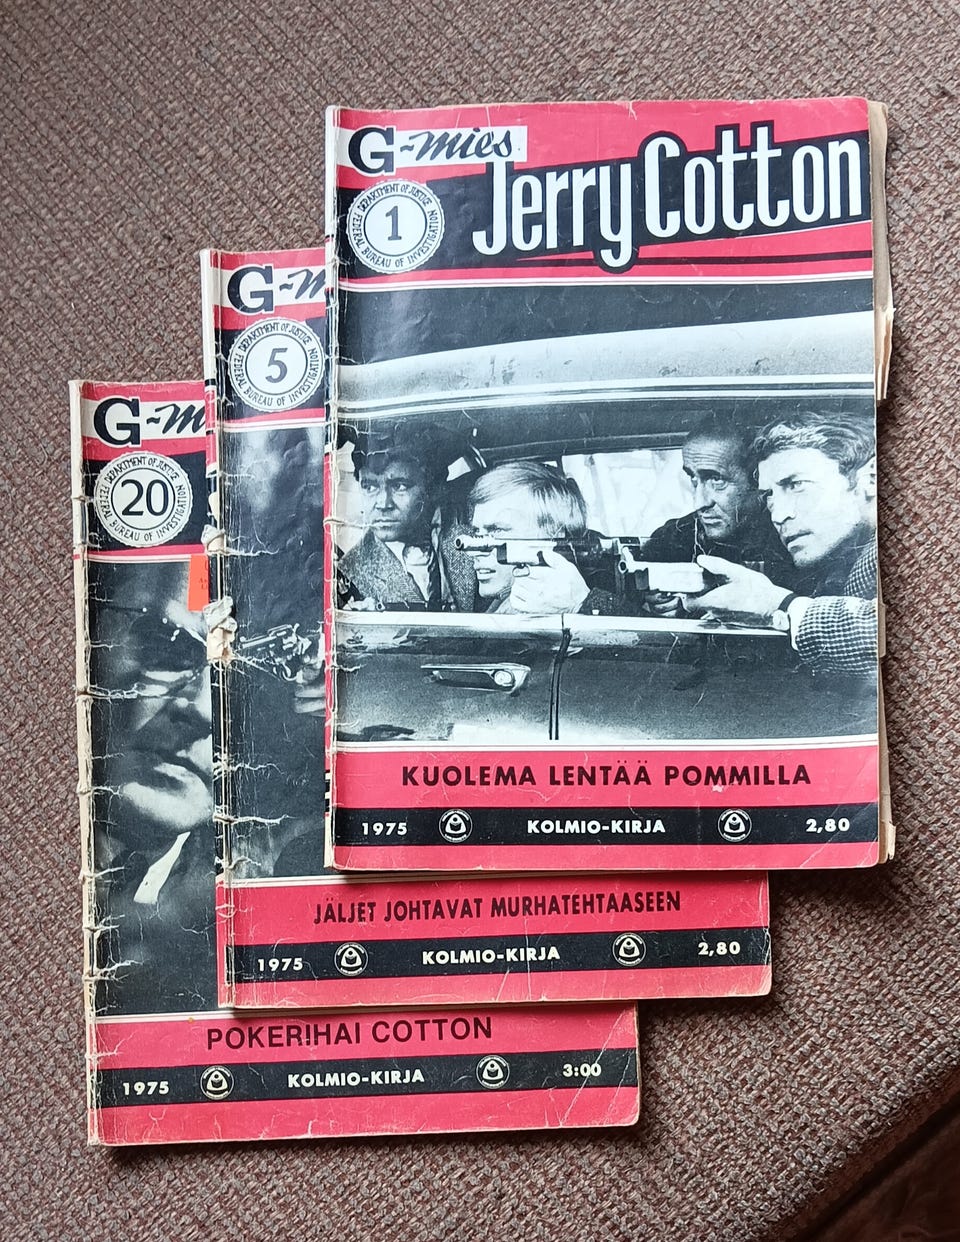 G-mies
Jerry Cotton
DEPARTMENT OF JUSTICE
FEDERAL BUREAU OF INVESTIGATION
1
KUOLEMA LENTÄÄ POMMILLA
1975 KOLMIO-KIRJA 2,80
G-m
DEPARTMENT OF JUSTICE
FEDERAL BUREAU OF INVESTIGATION
5
JÄLJET JOHTAVAT MURHATEHTAASEEN
1975 KOLMIO-KIRJA 2,80
G-m
DEPARTMENT OF JUSTICE
FEDERAL BUREAU OF INVESTIGATION
20
POKERIHAI COTTON
1975 KOLMIO-KIRJA 3:00